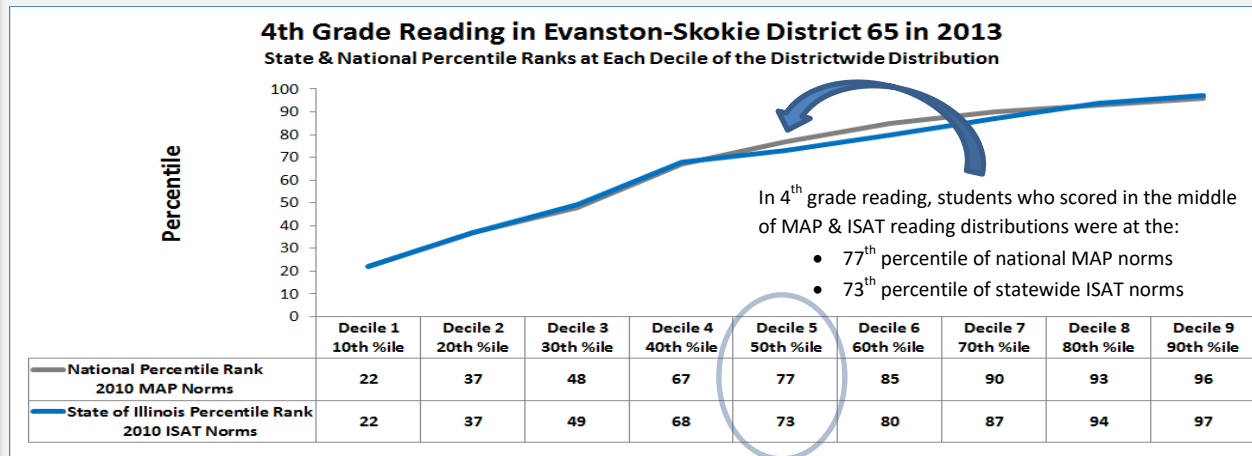 4th Grade Reading in Evanston-Skokie District 65 in 2013
State & National Percentile Ranks at Each Decile of the Districtwide Distribution
Percentile
100
90
80
70
60
50
40
30
20
10
0
In 4th grade reading, students who scored in the middle
of MAP & ISAT reading distributions were at the:
• 77th percentile of national MAP norms
• 73th percentile of statewide ISAT norms
Decile 1 Decile 2 Decile 3 Decile 4 Decile 5 Decile 6 Decile 7 Decile 8 Decile 9
10th %ile 20th %ile 30th %ile 40th %ile 50th %ile 60th %ile 70th %ile 80th %ile 90th %ile
National Percentile Rank
2010 MAP Norms
22 37 48 67 77 85 90 93 96
State of Illinois Percentile Rank
2010 ISAT Norms
22 37 49 68 73 80 87 94 97